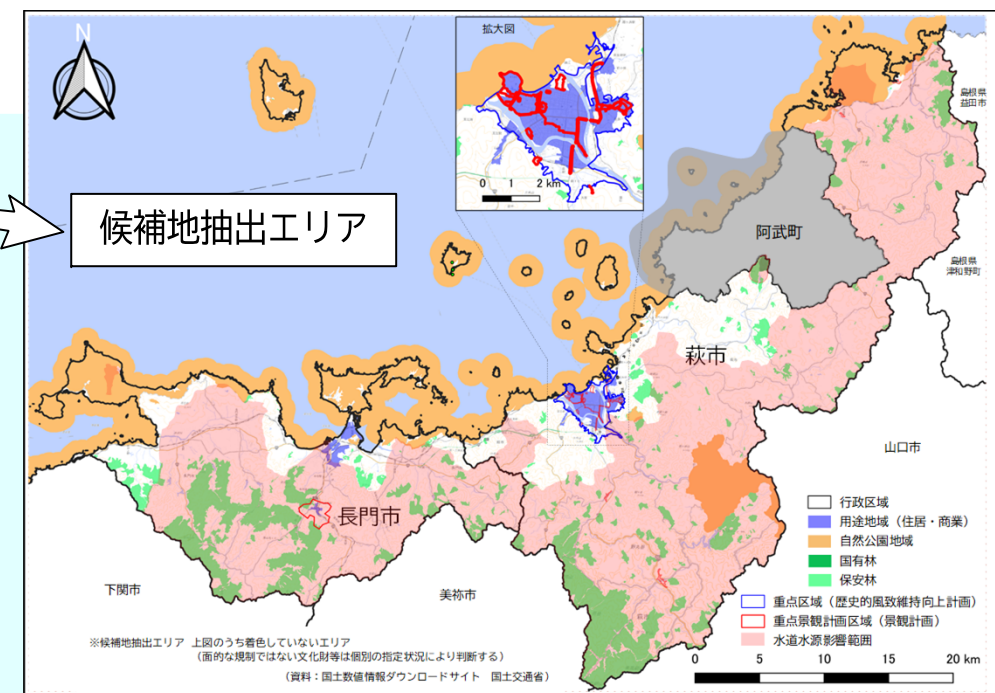 N
拡大図
0 1 2 km
候補地抽出エリア
島根県
益田市
阿武町
島根県
津和野町
萩市
山口市
長門市
下関市
美祢市
行政区域
用途地域（住居・商業）
自然公園地域
国有林
保安林
重点区域（歴史的風致維持向上計画）
重点景観計画区域（景観計画）
水道水源影響範囲
0 5 10 15 20 km
※候補地抽出エリア 上図のうち着色していないエリア
（面的な規制ではない文化財等は個別の指定状況により判断する）
（資料：国土数値情報ダウンロードサイト 国土交通省）